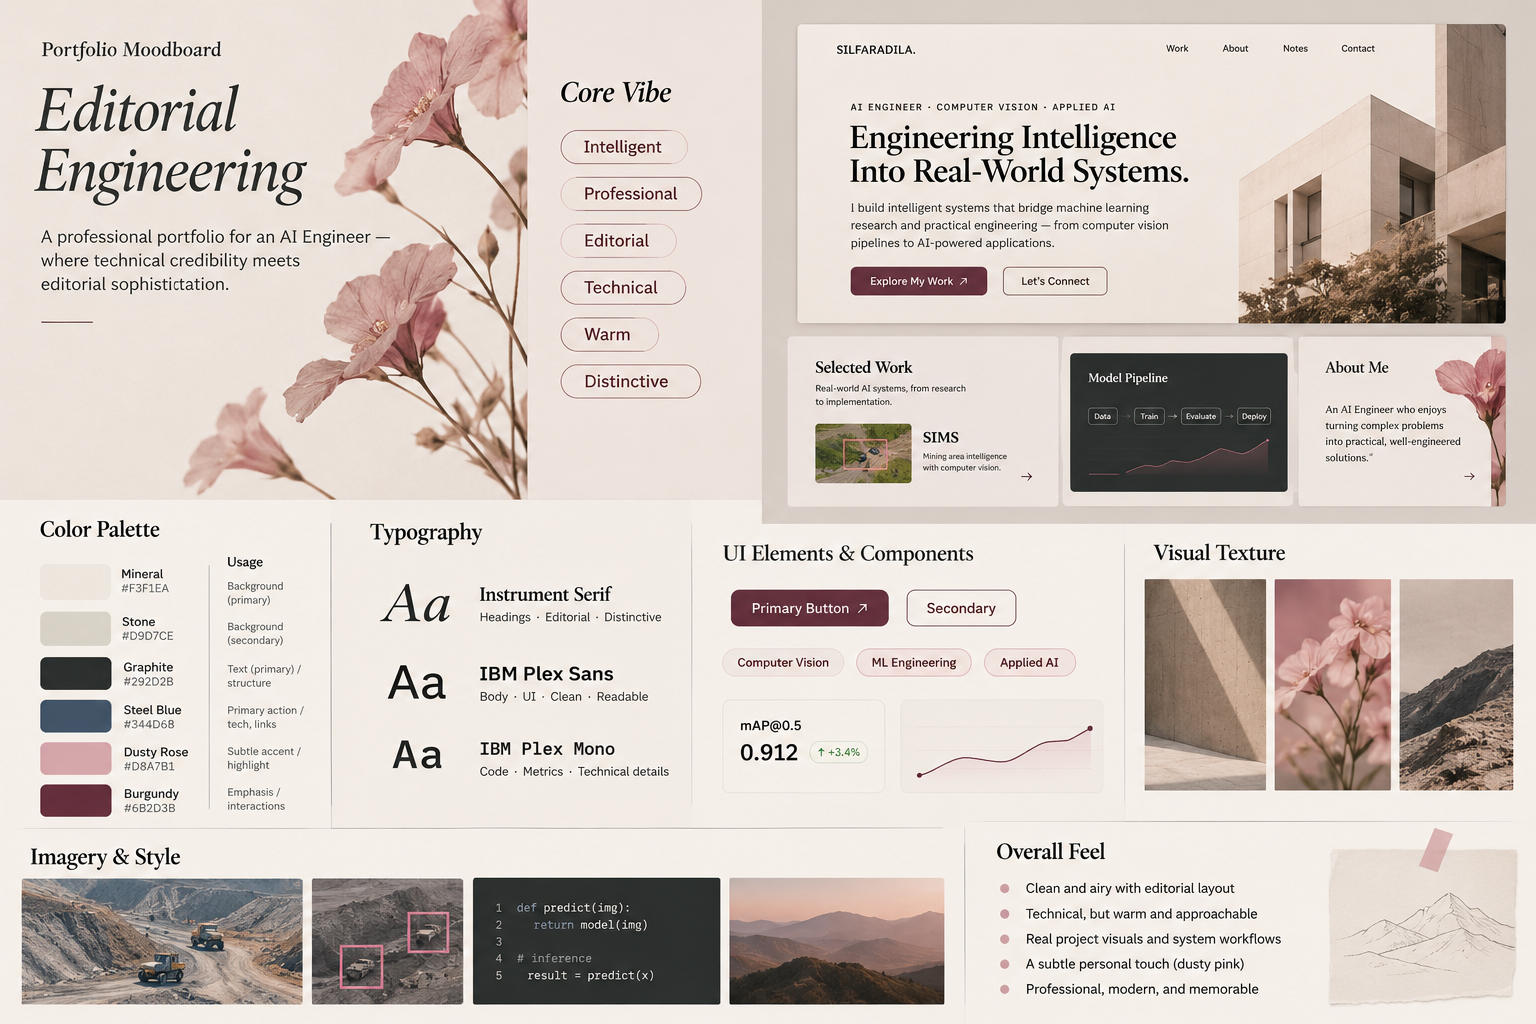 Portfolio Moodboard
Editorial
Engineering
A professional portfolio for an AI Engineer —
where technical credibility meets
editorial sophistictation.
Core Vibe
Intelligent
Professional
Editorial
Technical
Warm
Distinctive
SILFARADILA.
Work
About
Notes
Contact
AI ENGINEER · COMPUTER VISION · APPLIED AI
Engineering Intelligence
Into Real-World Systems.
I build intelligent systems that bridge machine learning
research and practical engineering — from computer vision
pipelines to AI-powered applications.
Explore My Work ↗
Let's Connect
Selected Work
Real-world AI systems, from research
to implementation.
SIMS
Mining area intelligence
with computer vision.
→
Model Pipeline
Data → Train → Evaluate → Deploy
About Me
An AI Engineer who enjoys
turning complex problems
into practical, well-engineered
solutions."
→
Color Palette
Usage
Mineral
#F3F1EA
Background
(primary)
Stone
#D9D7CE
Background
(secondary)
Graphite
#292D2B
Text (primary) /
structure
Steel Blue
#344D68
Primary action /
tech, links
Dusty Rose
#D8A7B1
Subtle accent /
highlight
Burgundy
#6B2D3B
Emphasis /
interactions
Typography
Aa
Instrument Serif
Headings · Editorial · Distinctive
Aa
IBM Plex Sans
Body · UI · Clean · Readable
Aa
IBM Plex Mono
Code · Metrics · Technical details
UI Elements & Components
Primary Button ↗
Secondary
Computer Vision
ML Engineering
Applied AI
mAP@0.5
0.912
↑ +3.4%
Visual Texture
Imagery & Style
1 def predict(img):
2 return model(img)
3
4 # inference
5 result = predict(x)
Overall Feel
Clean and airy with editorial layout
Technical, but warm and approachable
Real project visuals and system workflows
A subtle personal touch (dusty pink)
Professional, modern, and memorable